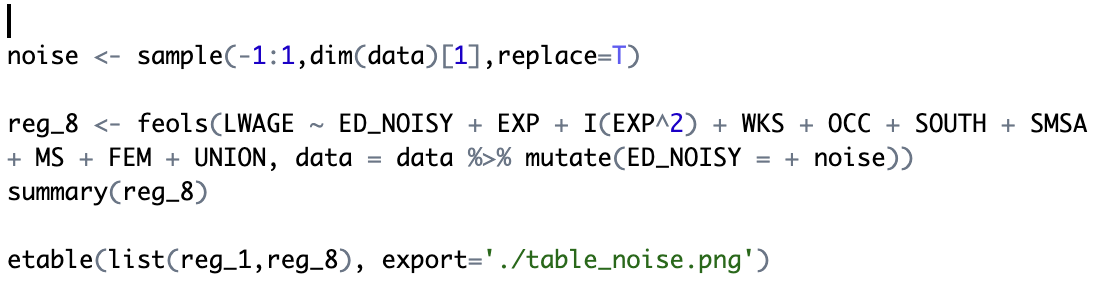 noise <- sample(-1:1,dim(data)[1],replace=T)
reg_8 <- feols(LWAGE ~ ED_NOISY + EXP + I(EXP^2) + WKS + OCC + SOUTH + SMSA
+ MS + FEM + UNION, data = data %>% mutate(ED_NOISY = + noise))
summary(reg_8)
etable(list(reg_1,reg_8), export='./table_noise.png')